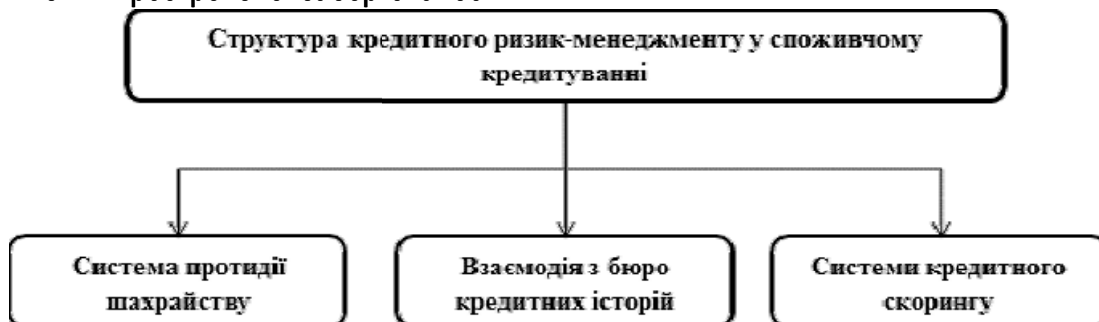 Структура кредитного ризик-менеджменту у споживчому
кредитуванні
Система протидії
шахрайству
Взаємодія з бюро
кредитних історій
Системи кредитного
скорингу